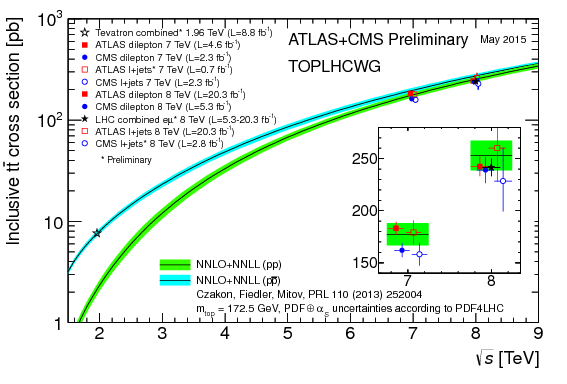 ATLAS+CMS Preliminary May 2015
TOPLHCWG
Tevatron combined* 1.96 TeV (L=8.8 fb⁻¹)
ATLAS dilepton 7 TeV (L=4.6 fb⁻¹)
CMS dilepton 7 TeV (L=2.3 fb⁻¹)
ATLAS l+jets* 7 TeV (L=0.7 fb⁻¹)
CMS l+jets 7 TeV (L=2.3 fb⁻¹)
ATLAS dilepton 8 TeV (L=20.3 fb⁻¹)
CMS dilepton 8 TeV (L=5.3 fb⁻¹)
LHC combined eμ* 8 TeV (L=5.3-20.3 fb⁻¹)
ATLAS l+jets 8 TeV (L=20.3 fb⁻¹)
CMS l+jets* 8 TeV (L=2.8 fb⁻¹)
* Preliminary
Inclusive tt̄ cross section [pb]
10³
10²
10
1
250
200
150
7 8
NNLO+NNLL (pp)
NNLO+NNLL (pp̄)
Czakon, Fiedler, Mitov, PRL 110 (2013) 252004
m_top = 172.5 GeV, PDF⊕α_S uncertainties according to PDF4LHC
2 3 4 5 6 7 8 9
√s [TeV]